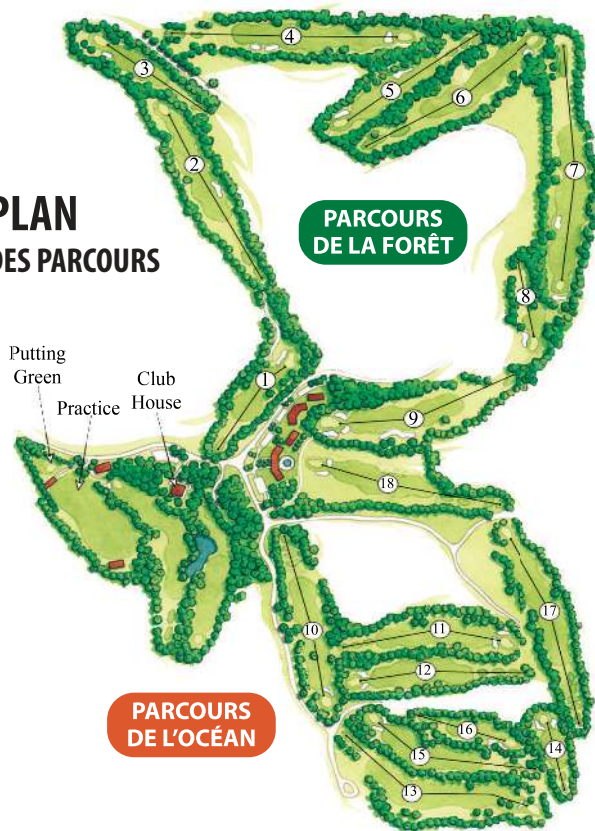 PLAN
DES PARCOURS
PARCOURS
DE LA FORÊT
Putting
Green
Practice
Club
House
PARCOURS
DE L'OCÉAN
1
2
3
4
5
6
7
8
9
10
11
12
13
14
15
16
17
18